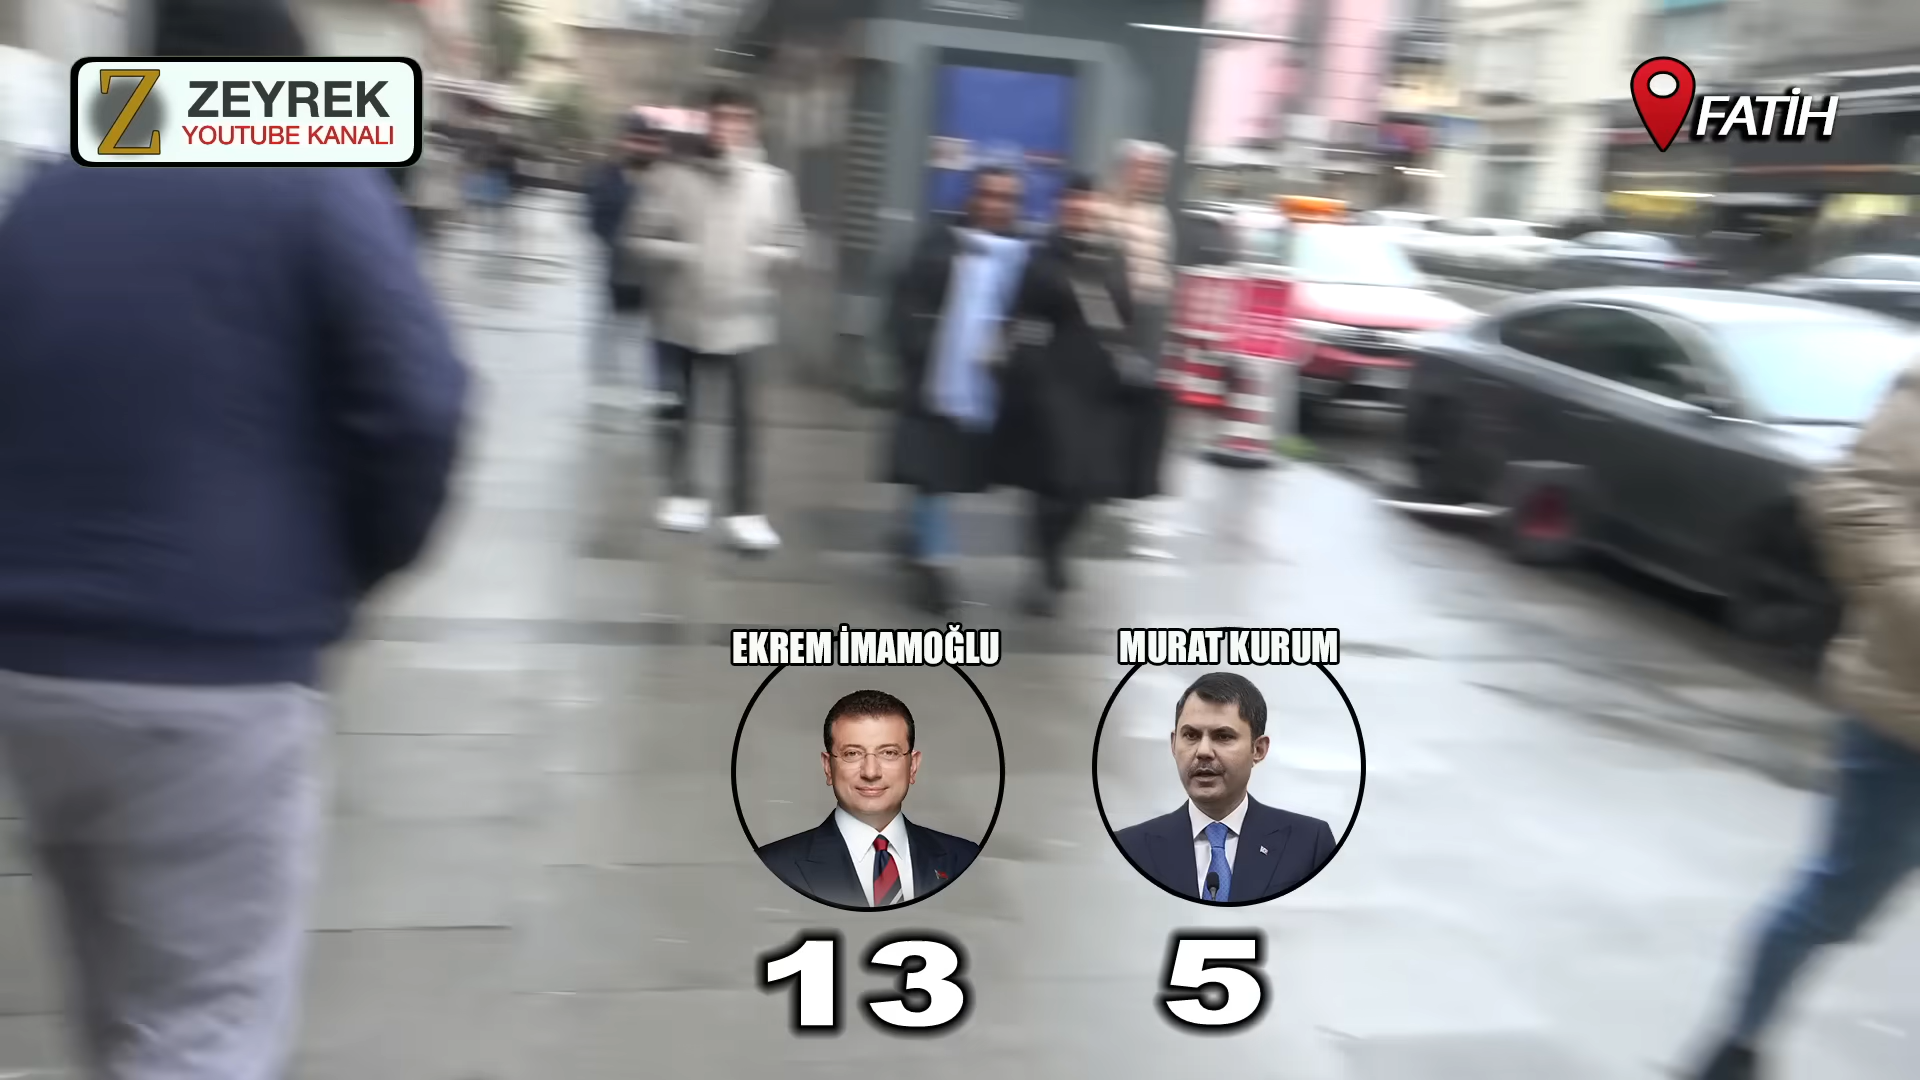 ZEYREK
YOUTUBE KANALI
FATİH
EKREM İMAMOĞLU
MURAT KURUM
13
5